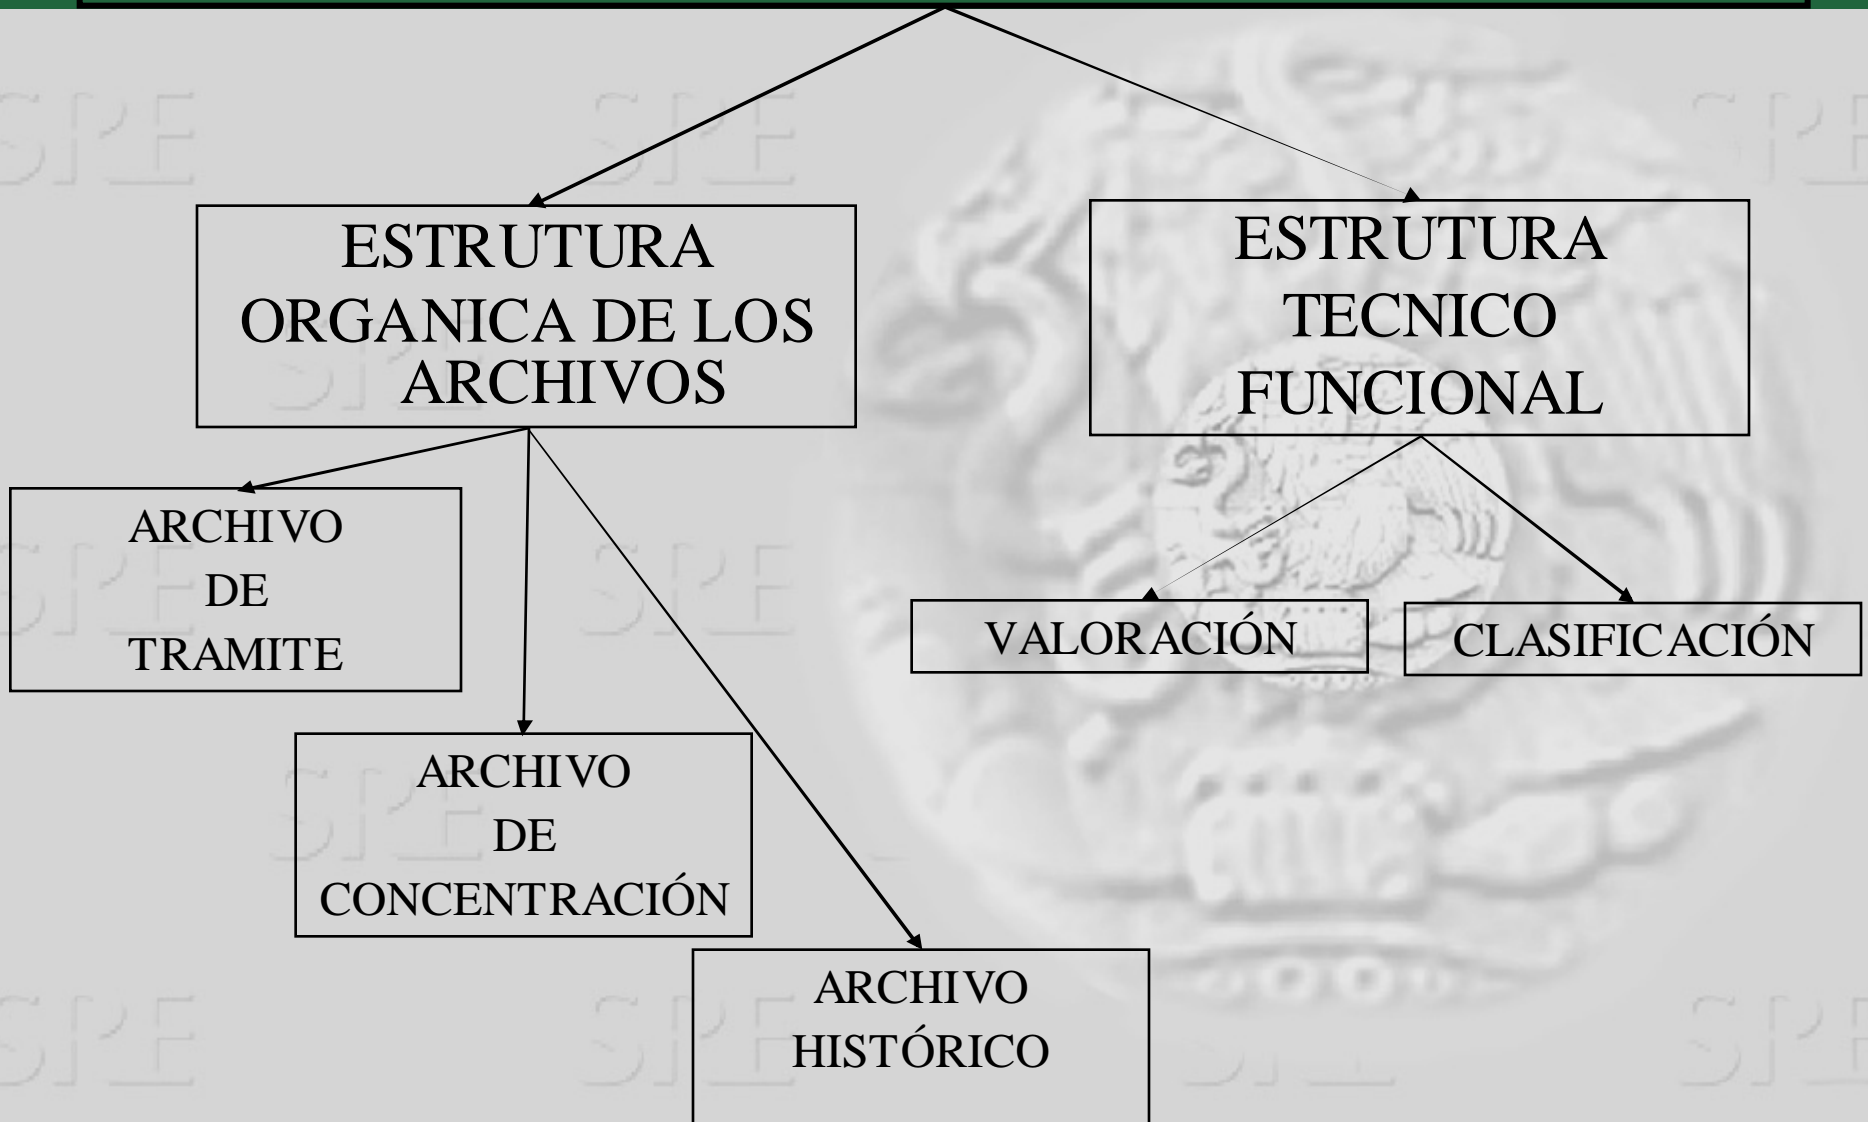 ESTRUTURA
ORGANICA DE LOS
ARCHIVOS
ESTRUTURA
TECNICO
FUNCIONAL
ARCHIVO
DE
TRAMITE
VALORACIÓN
CLASIFICACIÓN
ARCHIVO
DE
CONCENTRACIÓN
ARCHIVO
HISTÓRICO